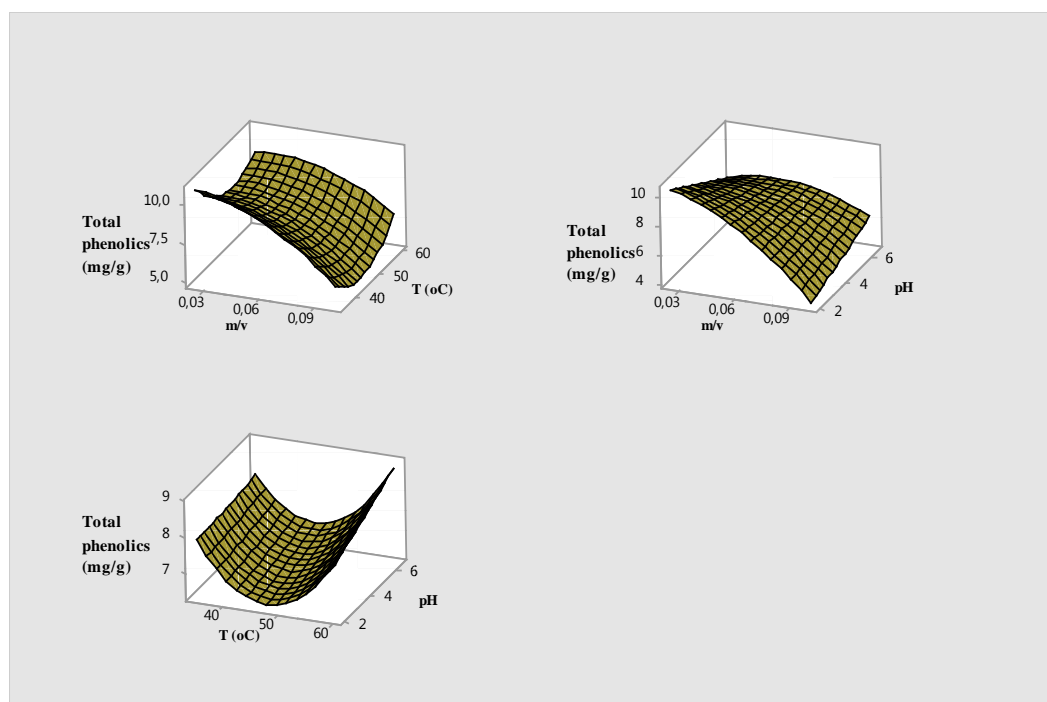 10,0
Total
phenolics
7,5
(mg/g)
5,0
0,03
0,06
0,09
m/v
40
50
60
T (oC)
10
Total
8
phenolics
6
(mg/g)
4
0,03
0,06
0,09
m/v
2
4
6
pH
9
Total
8
phenolics
(mg/g)
7
40
50
60
T (oC)
2
4
6
pH